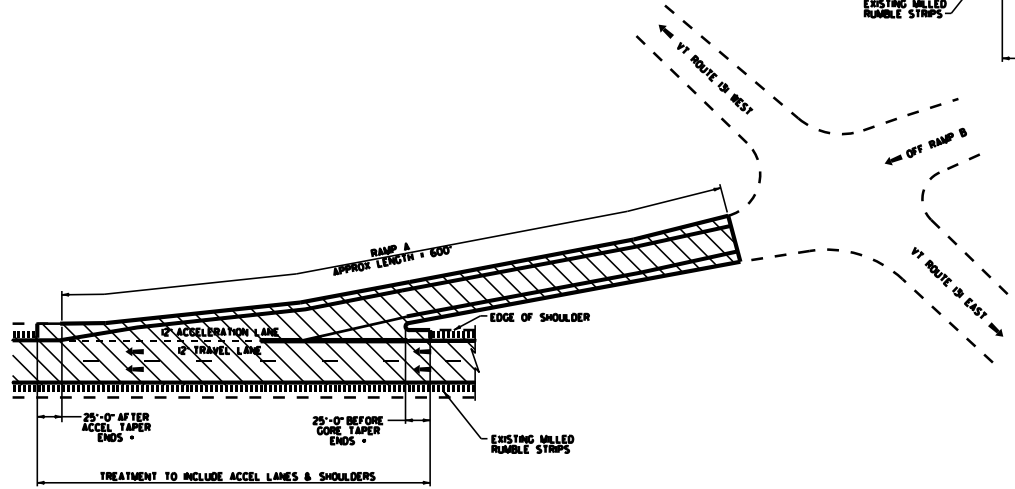 EXISTING MILLED
RUMBLE STRIPS
VT ROUTE 131 WEST
OFF RAMP B
RAMP A
APPROX LENGTH = 600'
VT ROUTE 131 EAST
EDGE OF SHOULDER
12' ACCELERATION LANE
12' TRAVEL LANE
25'-0" AFTER
ACCEL TAPER
ENDS *
25'-0" BEFORE
GORE TAPER
ENDS *
EXISTING MILLED
RUMBLE STRIPS
TREATMENT TO INCLUDE ACCEL LANES & SHOULDERS